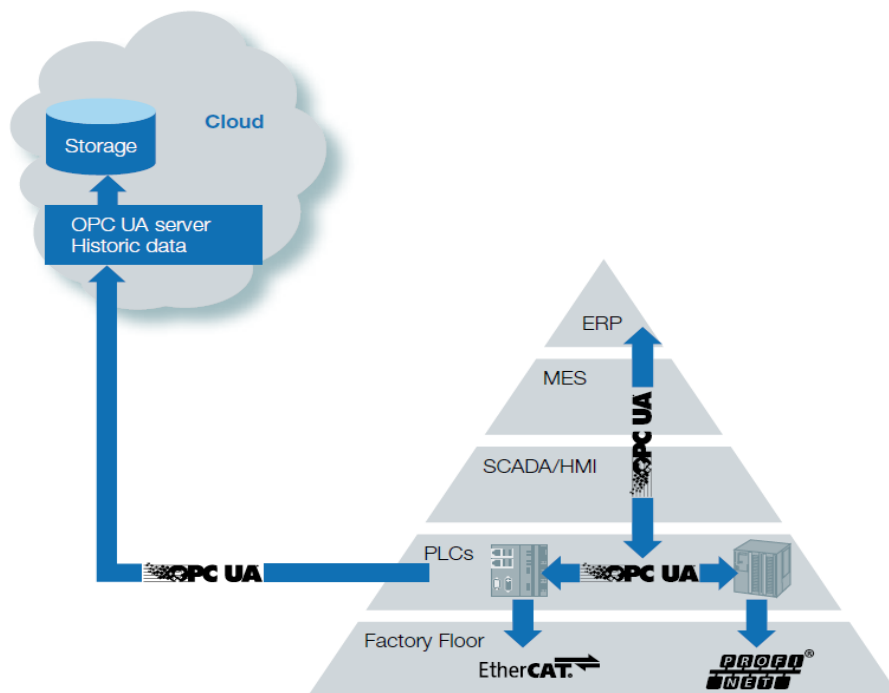 Cloud
Storage
OPC UA server
Historic data
ERP
MES
OPC UA
SCADA/HMI
PLCs
OPC UA
OPC UA
Factory Floor
EtherCAT®
PROFI®
NET